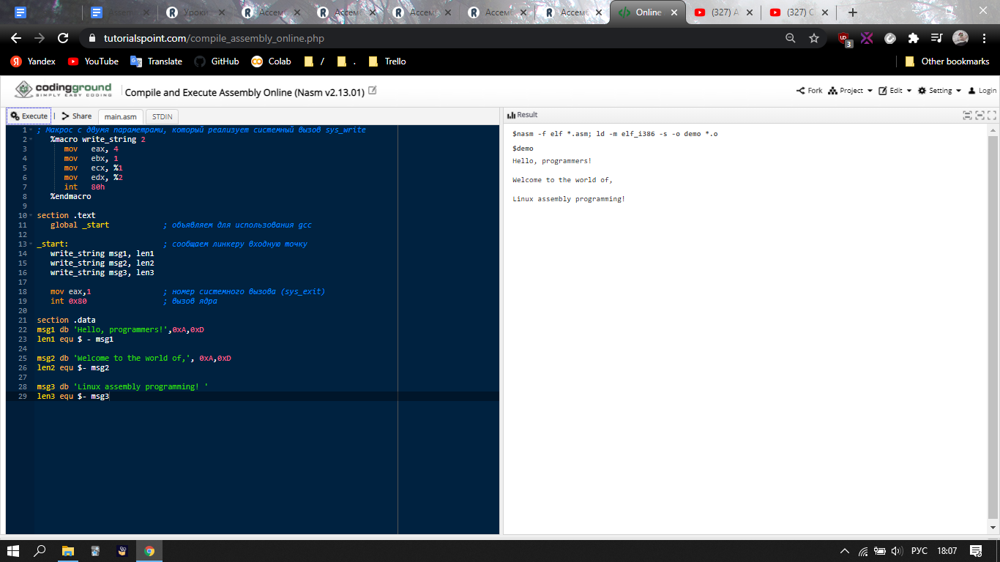 Assem
Уроки
Ассем
Ассем
Ассем
Ассем
Ассем
Online
(327) A
(327) C
tutorialspoint.com/compile_assembly_online.php
3
Yandex
YouTube
Translate
GitHub
Colab
/
.
Trello
Other bookmarks
codingground
SIMPLY EASY CODING
Compile and Execute Assembly Online (Nasm v2.13.01)
Fork
Project
Edit
Setting
Login
Execute
Share
main.asm
STDIN
Result
1 ; Макрос с двумя параметрами, который реализует системный вызов sys_write
2 %macro write_string 2
3 mov eax, 4
4 mov ebx, 1
5 mov ecx, %1
6 mov edx, %2
7 int 80h
8 %endmacro
9
10 section .text
11 global _start ; объявляем для использования gcc
12
13 _start: ; сообщаем линкеру входную точку
14 write_string msg1, len1
15 write_string msg2, len2
16 write_string msg3, len3
17
18 mov eax,1 ; номер системного вызова (sys_exit)
19 int 0x80 ; вызов ядра
20
21 section .data
22 msg1 db 'Hello, programmers!',0xA,0xD
23 len1 equ $ - msg1
24
25 msg2 db 'Welcome to the world of,', 0xA,0xD
26 len2 equ $- msg2
27
28 msg3 db 'Linux assembly programming! '
29 len3 equ $- msg3
$nasm -f elf *.asm; ld -m elf_i386 -s -o demo *.o
$demo
Hello, programmers!
Welcome to the world of,
Linux assembly programming!
РУС
18:07